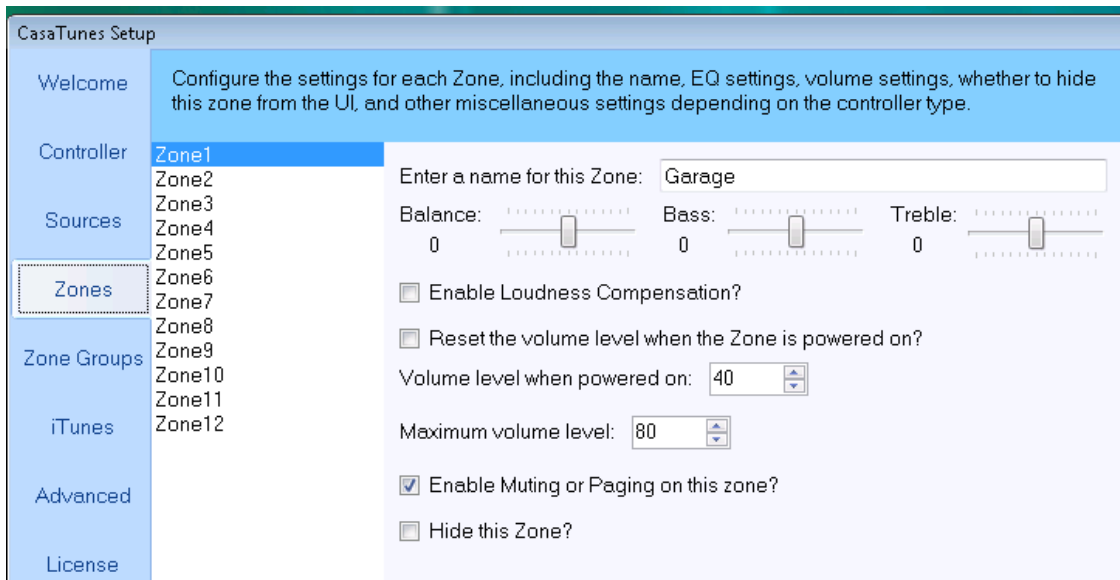 CasaTunes Setup
Welcome
Controller
Sources
Zones
Zone Groups
iTunes
Advanced
License
Configure the settings for each Zone, including the name, EQ settings, volume settings, whether to hide
this zone from the UI, and other miscellaneous settings depending on the controller type.
Zone1
Zone2
Zone3
Zone4
Zone5
Zone6
Zone7
Zone8
Zone9
Zone10
Zone11
Zone12
Enter a name for this Zone: Garage
Balance: Bass: Treble:
0 0 0
Enable Loudness Compensation?
Reset the volume level when the Zone is powered on?
Volume level when powered on: 40
Maximum volume level: 80
Enable Muting or Paging on this zone?
Hide this Zone?